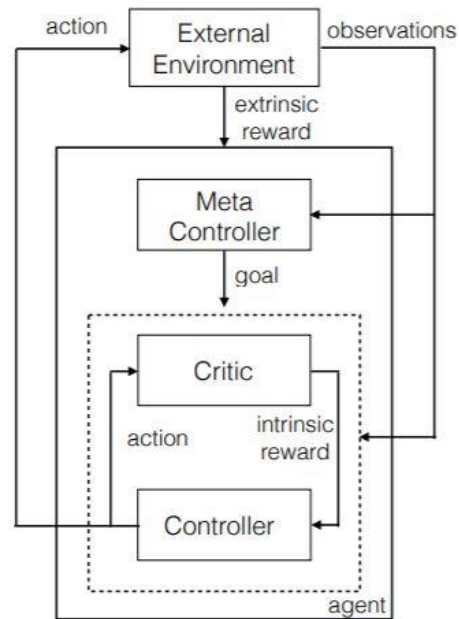 action
External
Environment
observations
extrinsic
reward
Meta
Controller
goal
Critic
action
intrinsic
reward
Controller
agent